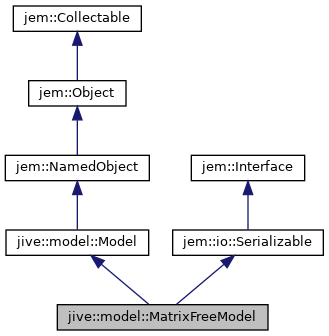 jem::Collectable
jem::Object
jem::NamedObject
jem::Interface
jive::model::Model
jem::io::Serializable
jive::model::MatrixFreeModel